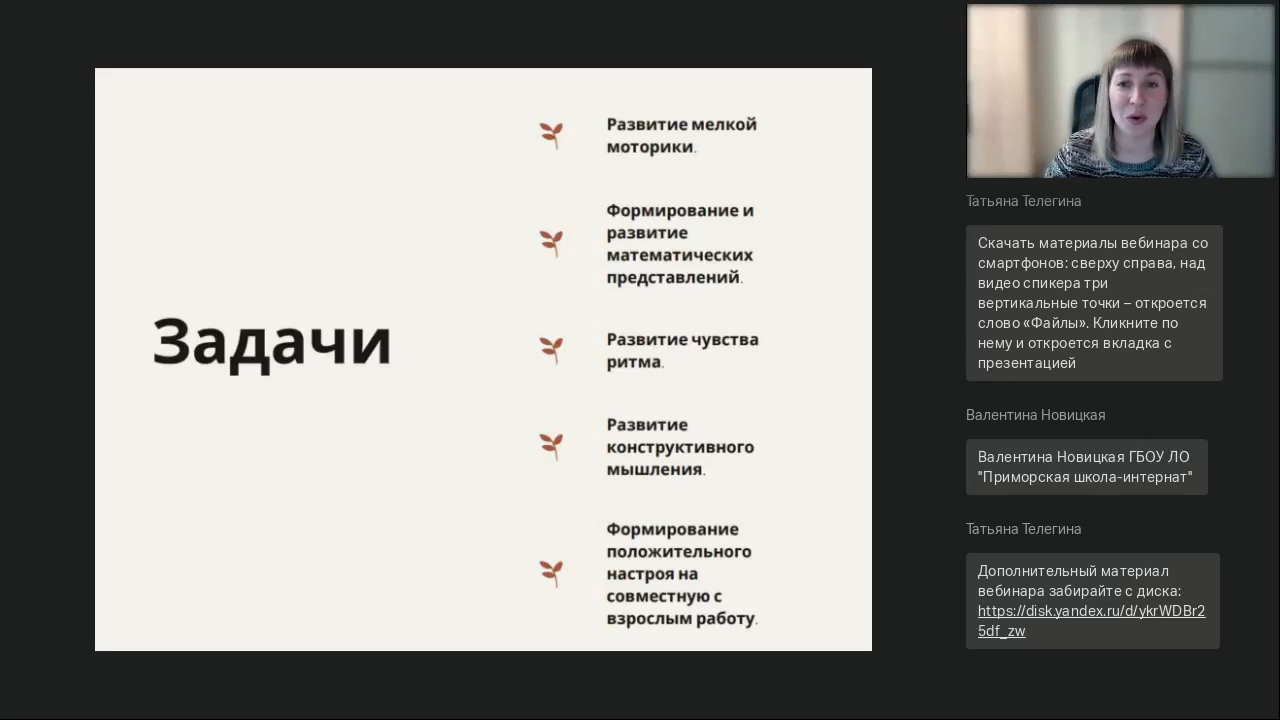 Задачи
Развитие мелкой
моторики.
Формирование и
развитие
математических
представлений.
Развитие чувства
ритма.
Развитие
конструктивного
мышления.
Формирование
положительного
настроя на
совместную с
взрослым работу.
Татьяна Телегина
Скачать материалы вебинара со
смартфонов: сверху справа, над
видео спикера три
вертикальные точки – откроется
слово «Файлы». Кликните по
нему и откроется вкладка с
презентацией
Валентина Новицкая
Валентина Новицкая ГБОУ ЛО
"Приморская школа-интернат"
Татьяна Телегина
Дополнительный материал
вебинара забирайте с диска:
https://disk.yandex.ru/d/ykrWDBr2
5df_zw